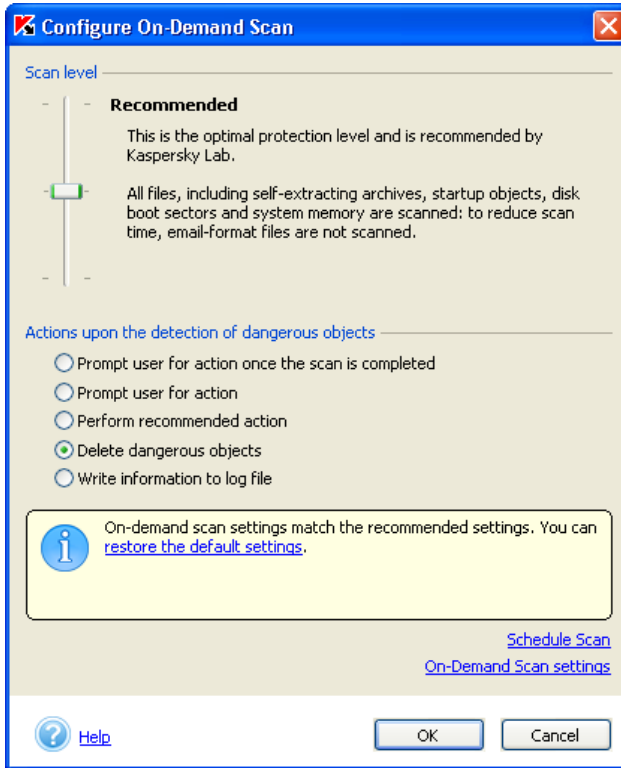 Configure On-Demand Scan
Scan level
Recommended
This is the optimal protection level and is recommended by
Kaspersky Lab.
All files, including self-extracting archives, startup objects, disk
boot sectors and system memory are scanned: to reduce scan
time, email-format files are not scanned.
Actions upon the detection of dangerous objects
Prompt user for action once the scan is completed
Prompt user for action
Perform recommended action
Delete dangerous objects
Write information to log file
On-demand scan settings match the recommended settings. You can
restore the default settings.
Schedule Scan
On-Demand Scan settings
Help
OK
Cancel